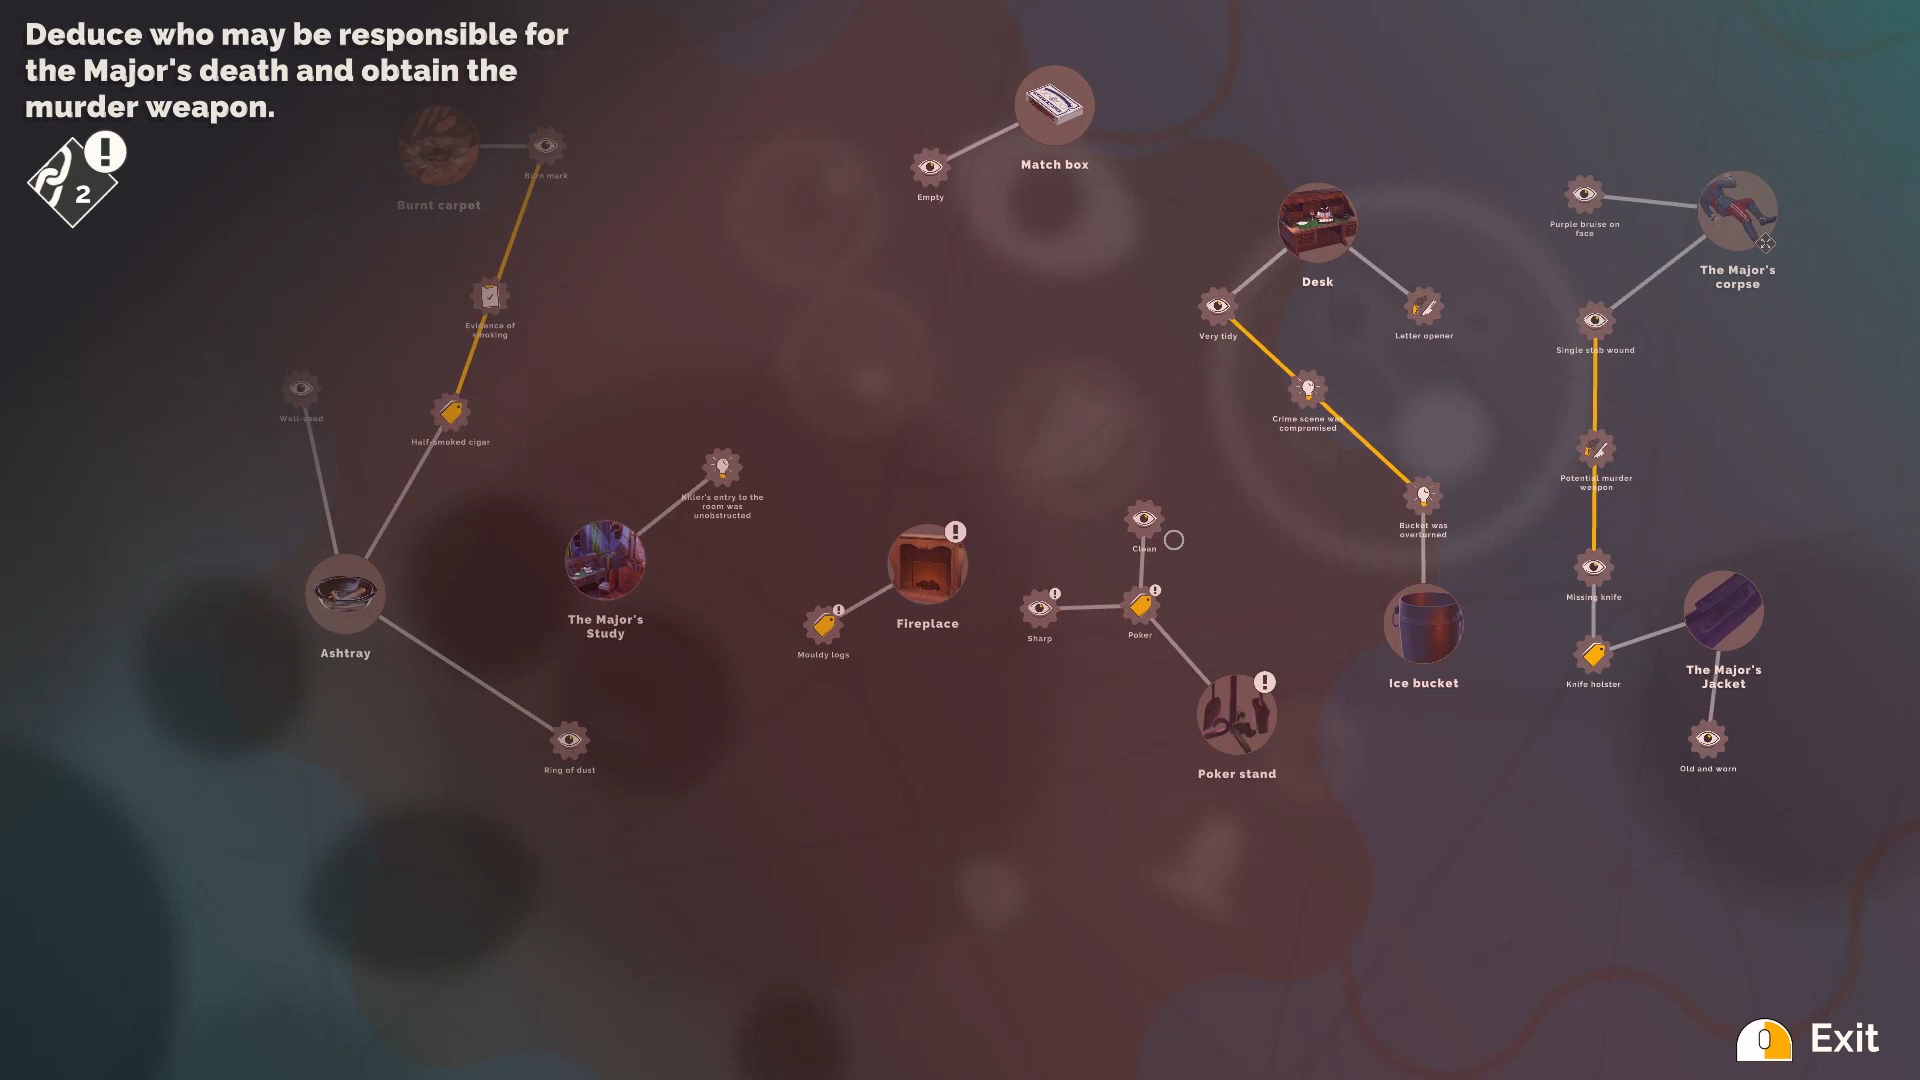 Deduce who may be responsible for
the Major's death and obtain the
murder weapon.
2
Burn mark
Burnt carpet
Match box
Empty
Purple bruise on
face
The Major's
corpse
Desk
Very tidy
Letter opener
Evidence of
smoking
Single stab wound
Well-used
Half-smoked cigar
Crime scene was
compromised
Potential murder
weapon
Killer's entry to the
room was
unobstructed
Bucket was
overturned
Clean
Missing knife
The Major's
Study
Fireplace
Sharp
Poker
Mouldy logs
Ashtray
Ice bucket
Knife holster
The Major's
Jacket
Ring of dust
Poker stand
Old and worn
Exit